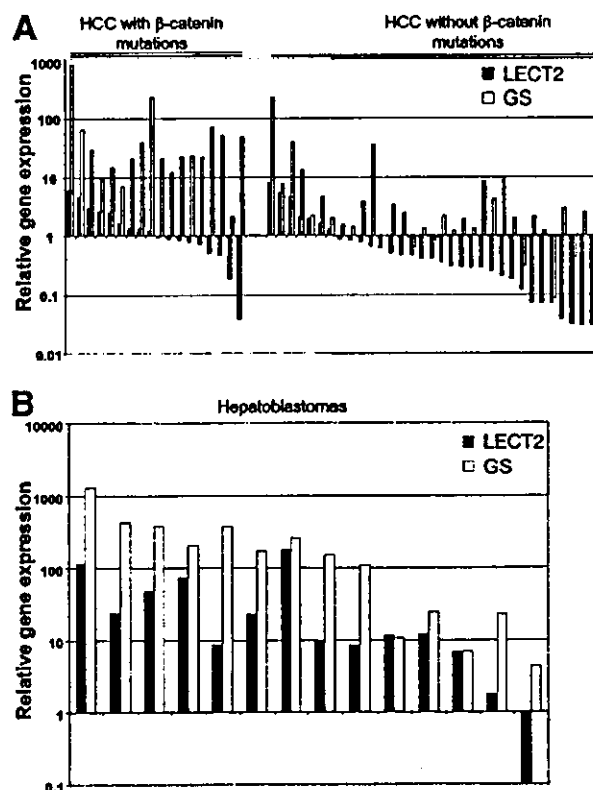 A
HCC with β-catenin mutations
HCC without β-catenin mutations
Relative gene expression
1000
100
10
1
0.1
0.01
LECT2
GS
B
Hepatoblastomas
Relative gene expression
10000
1000
100
10
1
0.1
LECT2
GS